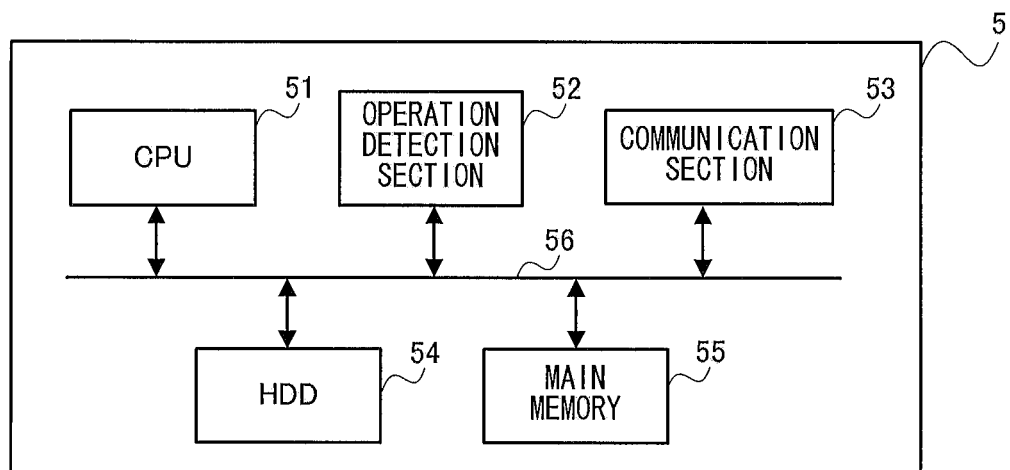 5
51
52
53
CPU
OPERATION
DETECTION
SECTION
COMMUNICATION
SECTION
56
54
55
HDD
MAIN
MEMORY